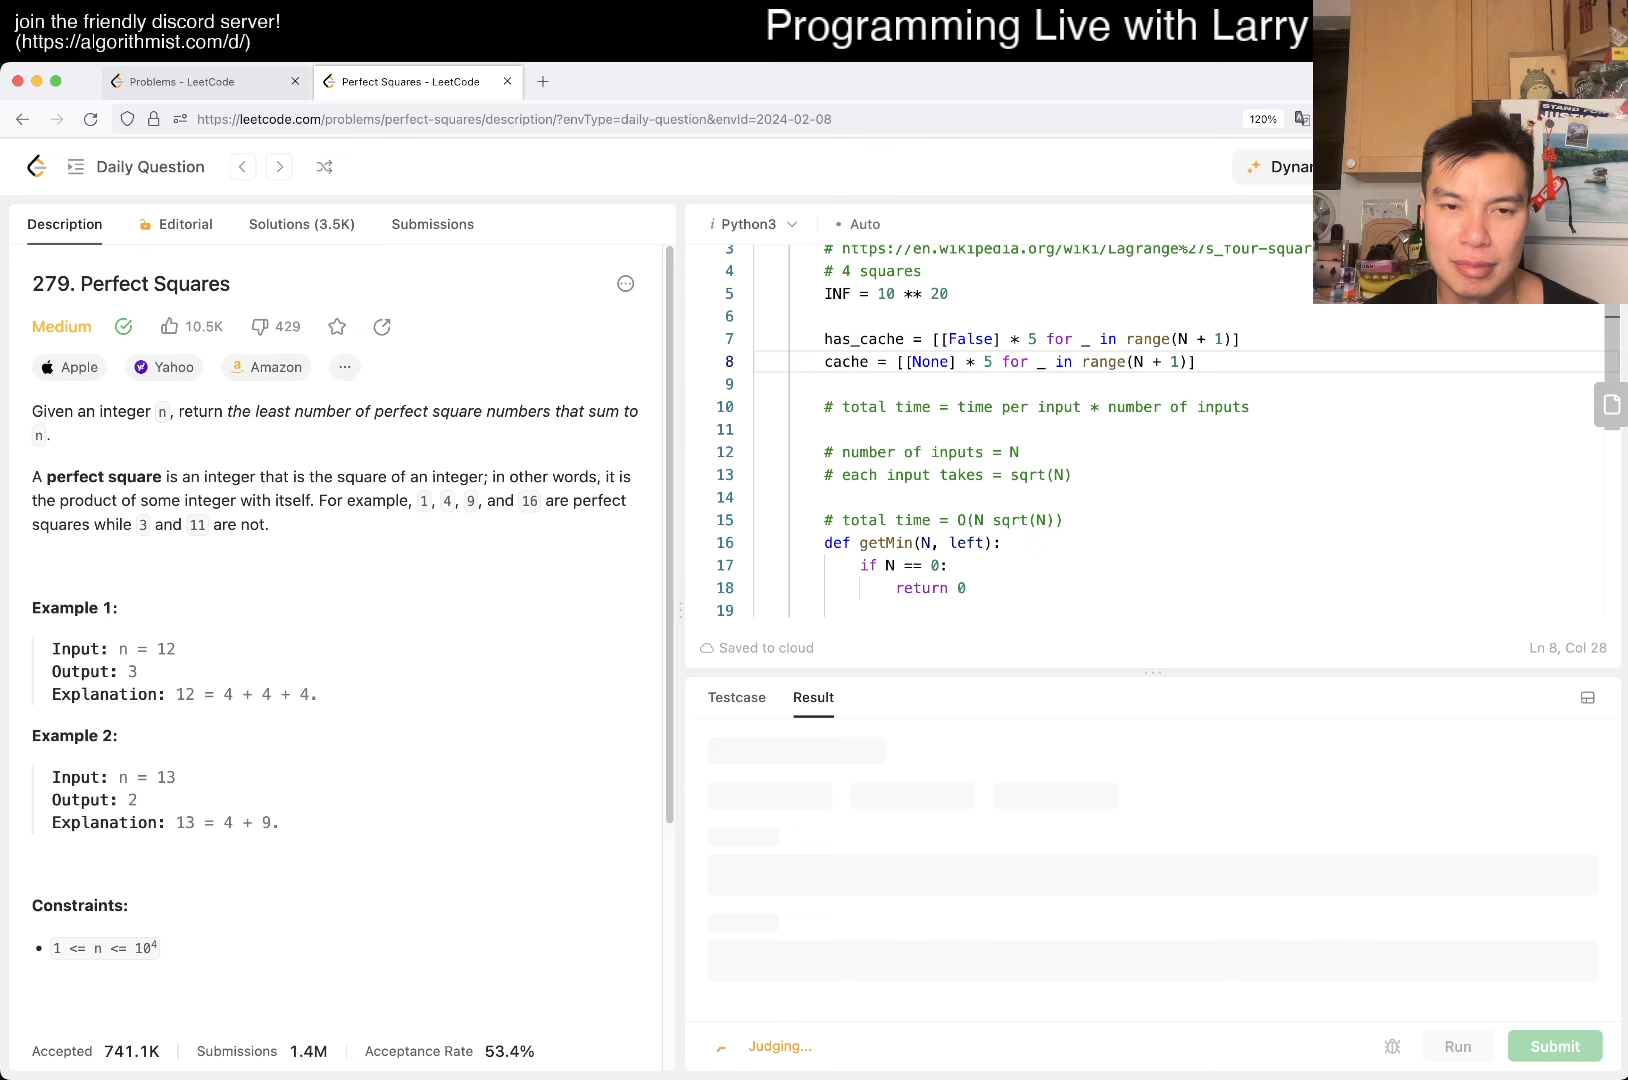 join the friendly discord server!
(https://algorithmist.com/d/)
Programming Live with Larry
Problems - LeetCode
Perfect Squares - LeetCode
https://leetcode.com/problems/perfect-squares/description/?envType=daily-question&envId=2024-02-08
120%
Daily Question
Dynan
Description
Editorial
Solutions (3.5K)
Submissions
279. Perfect Squares
Medium
10.5K
429
Apple
Yahoo
Amazon
Given an integer n, return the least number of perfect square numbers that sum to
n.
A perfect square is an integer that is the square of an integer; in other words, it is
the product of some integer with itself. For example, 1, 4, 9, and 16 are perfect
squares while 3 and 11 are not.
Example 1:
Input: n = 12
Output: 3
Explanation: 12 = 4 + 4 + 4.
Example 2:
Input: n = 13
Output: 2
Explanation: 13 = 4 + 9.
Constraints:
• 1 <= n <= 10⁴
Accepted 741.1K
Submissions 1.4M
Acceptance Rate 53.4%
Python3
• Auto
3 # https://en.wikipedia.org/wiki/Lagrange%27s_four-squar
4 # 4 squares
5 INF = 10 ** 20
6
7 has_cache = [[False] * 5 for _ in range(N + 1)]
8 cache = [[None] * 5 for _ in range(N + 1)]
9
10 # total time = time per input * number of inputs
11
12 # number of inputs = N
13 # each input takes = sqrt(N)
14
15 # total time = O(N sqrt(N))
16 def getMin(N, left):
17 if N == 0:
18 return 0
19
Saved to cloud
Ln 8, Col 28
Testcase
Result
Judging...
Run
Submit